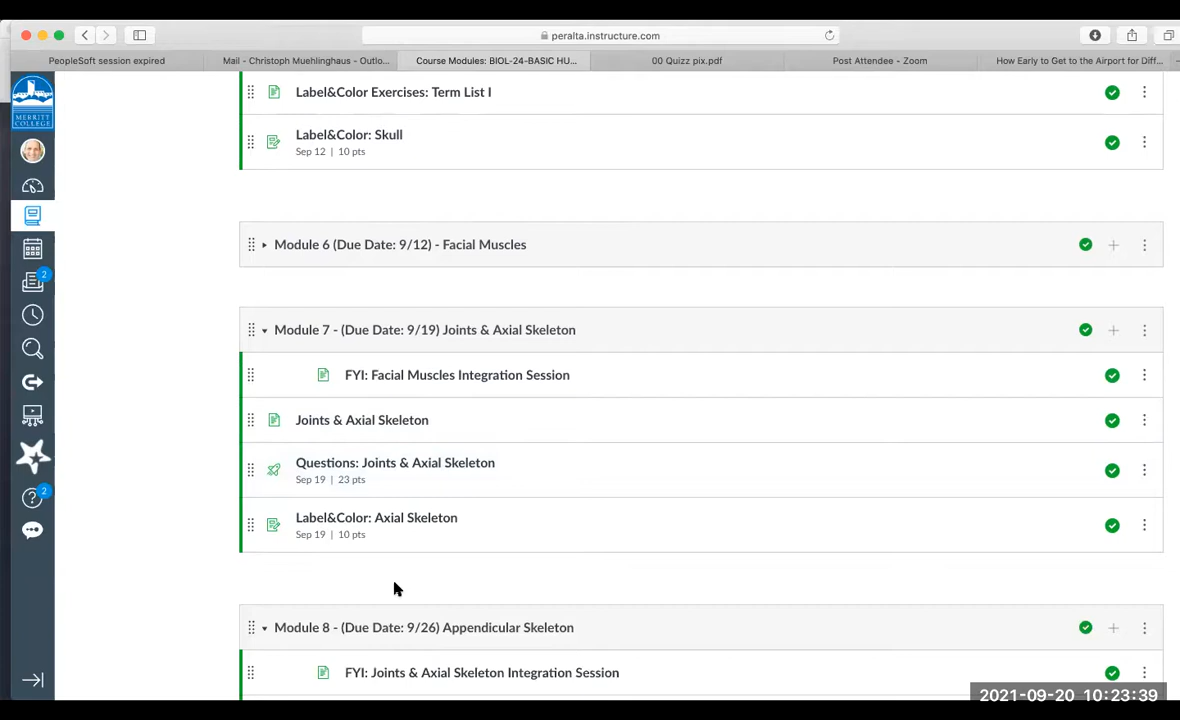 peralta.instructure.com
PeopleSoft session expired
Mail - Christoph Muehlinghaus - Outlo...
Course Modules: BIOL-24-BASIC HU...
00 Quizz pix.pdf
Post Attendee - Zoom
How Early to Get to the Airport for Diff...
MERRITT
COLLEGE
2
2
Label&Color Exercises: Term List I
Label&Color: Skull
Sep 12 | 10 pts
Module 6 (Due Date: 9/12) - Facial Muscles
Module 7 - (Due Date: 9/19) Joints & Axial Skeleton
FYI: Facial Muscles Integration Session
Joints & Axial Skeleton
Questions: Joints & Axial Skeleton
Sep 19 | 23 pts
Label&Color: Axial Skeleton
Sep 19 | 10 pts
Module 8 - (Due Date: 9/26) Appendicular Skeleton
FYI: Joints & Axial Skeleton Integration Session
2021-09-20 10:23:39